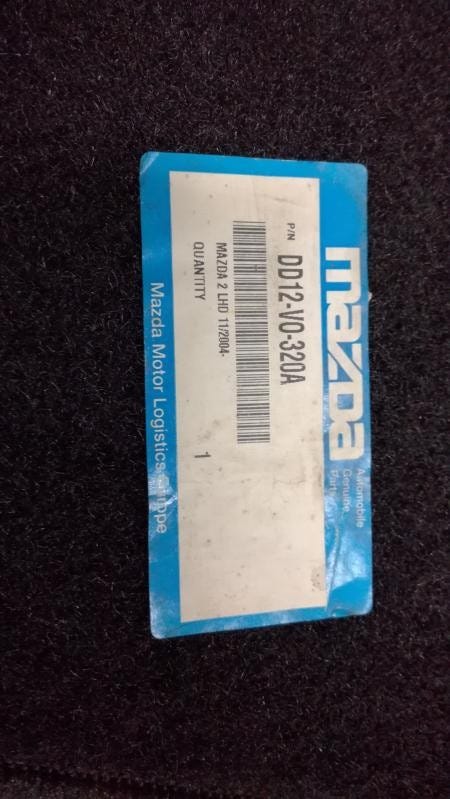 mazda
Automobile
Genuine
Parts
P/N
DD12-V0-320A
MAZDA 2 LHD 11/2004-
QUANTITY 1
Mazda Motor Logistics Europe